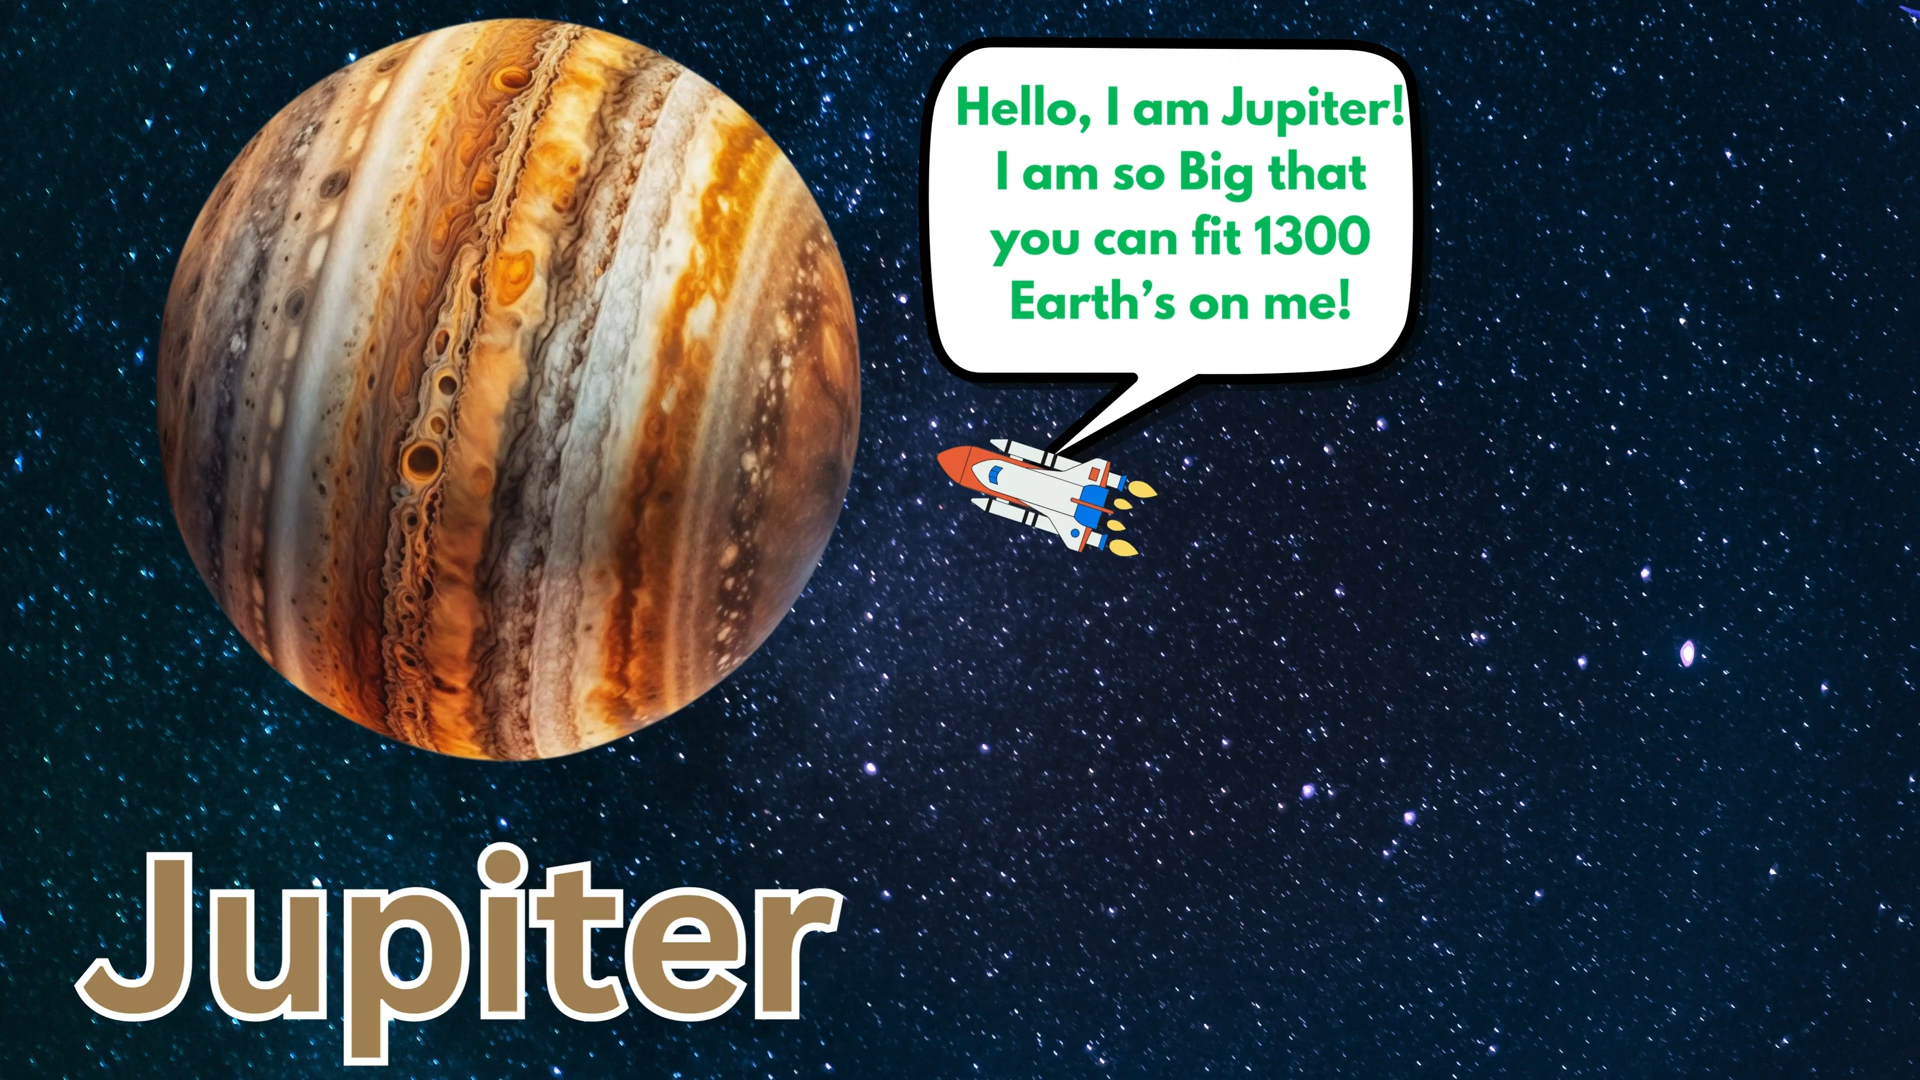 Hello, I am Jupiter!
I am so Big that
you can fit 1300
Earth’s on me!
Jupiter